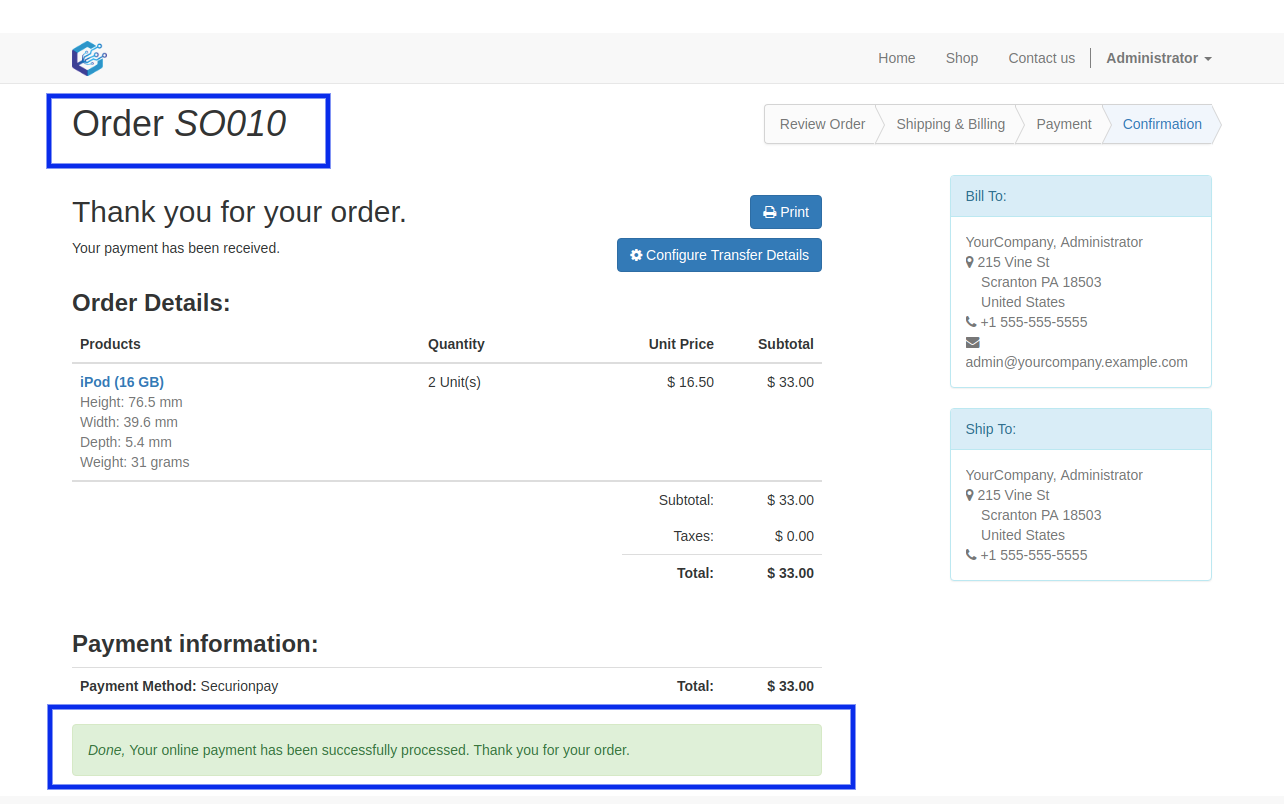 Home Shop Contact us Administrator
Order SO010
Review Order Shipping & Billing Payment Confirmation
Thank you for your order.
Print
Your payment has been received.
Configure Transfer Details
Order Details:
Products Quantity Unit Price Subtotal
iPod (16 GB) 2 Unit(s) $ 16.50 $ 33.00
Height: 76.5 mm
Width: 39.6 mm
Depth: 5.4 mm
Weight: 31 grams
Subtotal: $ 33.00
Taxes: $ 0.00
Total: $ 33.00
Payment information:
Payment Method: Securionpay Total: $ 33.00
Done, Your online payment has been successfully processed. Thank you for your order.
Bill To:
YourCompany, Administrator
215 Vine St
Scranton PA 18503
United States
+1 555-555-5555
admin@yourcompany.example.com
Ship To:
YourCompany, Administrator
215 Vine St
Scranton PA 18503
United States
+1 555-555-5555